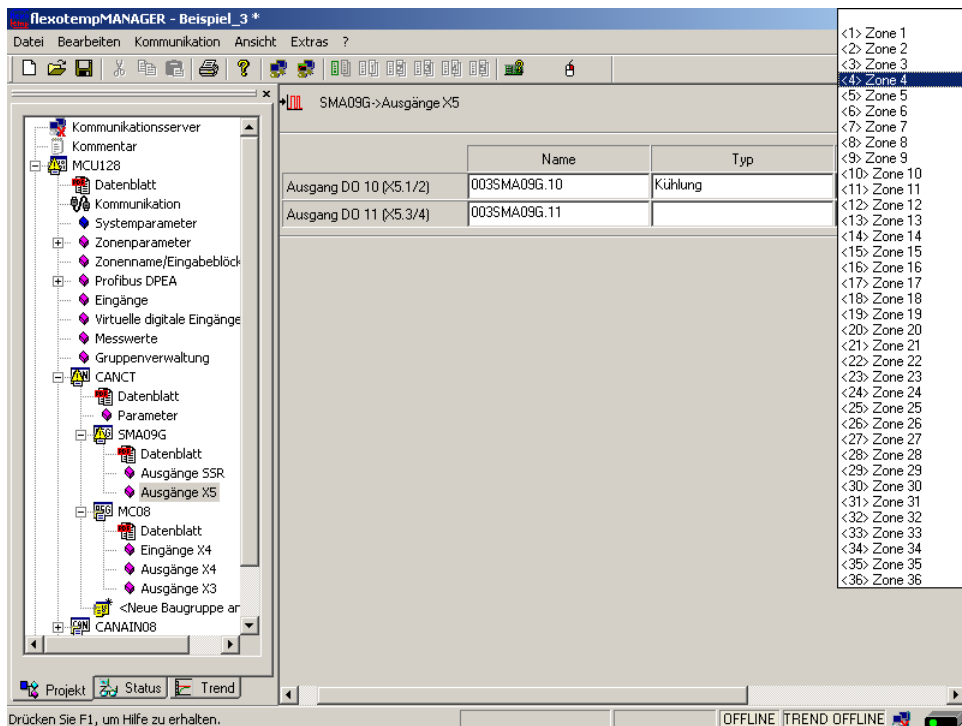 flexotempMANAGER - Beispiel_3 *
Datei Bearbeiten Kommunikation Ansicht Extras ?
SMA09G->Ausgänge X5
Name Typ
Ausgang DO 10 (X5.1/2) 003SMA09G.10 Kühlung
Ausgang DO 11 (X5.3/4) 003SMA09G.11
Kommunikationsserver
Kommentar
MCU128
Datenblatt
Kommunikation
Systemparameter
Zonenparameter
Zonenname/Eingabeblöck
Profibus DPEA
Eingänge
Virtuelle digitale Eingänge
Messwerte
Gruppenverwaltung
CANCT
Datenblatt
Parameter
SMA09G
Datenblatt
Ausgänge SSR
Ausgänge X5
MC08
Datenblatt
Eingänge X4
Ausgänge X4
Ausgänge X3
<Neue Baugruppe an
CANAIN08
Projekt Status Trend
<1> Zone 1
<2> Zone 2
<3> Zone 3
<4> Zone 4
<5> Zone 5
<6> Zone 6
<7> Zone 7
<8> Zone 8
<9> Zone 9
<10> Zone 10
<11> Zone 11
<12> Zone 12
<13> Zone 13
<14> Zone 14
<15> Zone 15
<16> Zone 16
<17> Zone 17
<18> Zone 18
<19> Zone 19
<20> Zone 20
<21> Zone 21
<22> Zone 22
<23> Zone 23
<24> Zone 24
<25> Zone 25
<26> Zone 26
<27> Zone 27
<28> Zone 28
<29> Zone 29
<30> Zone 30
<31> Zone 31
<32> Zone 32
<33> Zone 33
<34> Zone 34
<35> Zone 35
<36> Zone 36
Drücken Sie F1, um Hilfe zu erhalten. OFFLINE TREND OFFLINE